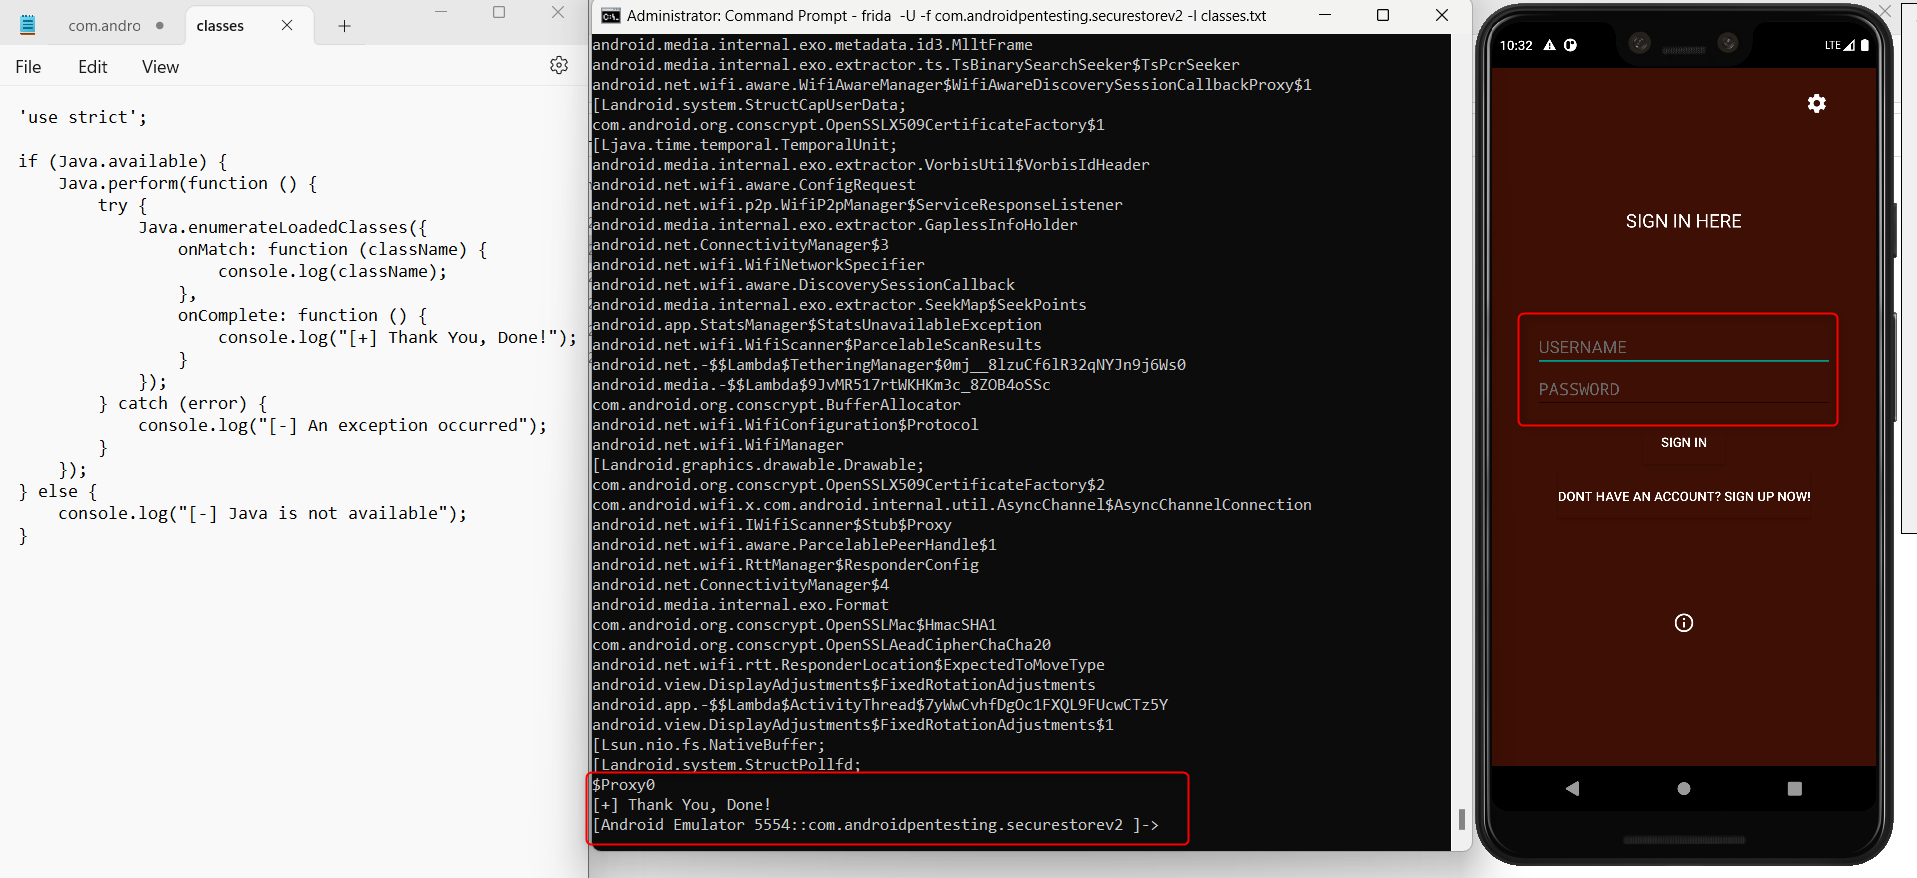 com.andro
classes
File
Edit
View
'use strict';
if (Java.available) {
    Java.perform(function () {
        try {
            Java.enumerateLoadedClasses({
                onMatch: function (className) {
                    console.log(className);
                },
                onComplete: function () {
                    console.log("[+] Thank You, Done!");
                }
            });
        } catch (error) {
            console.log("[-] An exception occurred");
        }
    });
} else {
    console.log("[-] Java is not available");
}
Administrator: Command Prompt - frida  -U -f com.androidpentesting.securestorev2 -l classes.txt
android.media.internal.exo.metadata.id3.MlltFrame
android.media.internal.exo.extractor.ts.TsBinarySearchSeeker$TsPcrSeeker
android.net.wifi.aware.WifiAwareManager$WifiAwareDiscoverySessionCallbackProxy$1
[Landroid.system.StructCapUserData;
com.android.org.conscrypt.OpenSSLX509CertificateFactory$1
[Ljava.time.temporal.TemporalUnit;
android.media.internal.exo.extractor.VorbisUtil$VorbisIdHeader
android.net.wifi.aware.ConfigRequest
android.net.wifi.p2p.WifiP2pManager$ServiceResponseListener
android.media.internal.exo.extractor.GaplessInfoHolder
android.net.ConnectivityManager$3
android.net.wifi.WifiNetworkSpecifier
android.net.wifi.aware.DiscoverySessionCallback
android.media.internal.exo.extractor.SeekMap$SeekPoints
android.app.StatsManager$StatsUnavailableException
android.net.wifi.WifiScanner$ParcelableScanResults
android.net.-$$Lambda$TetheringManager$0mj__8lzuCf6lR32qNYJn9j6Ws0
android.media.-$$Lambda$9JvMR517rtWKHKm3c_8ZOB4oSSc
com.android.org.conscrypt.BufferAllocator
android.net.wifi.WifiConfiguration$Protocol
android.net.wifi.WifiManager
[Landroid.graphics.drawable.Drawable;
com.android.org.conscrypt.OpenSSLX509CertificateFactory$2
com.android.wifi.x.com.android.internal.util.AsyncChannel$AsyncChannelConnection
android.net.wifi.IWifiScanner$Stub$Proxy
android.net.wifi.aware.ParcelablePeerHandle$1
android.net.wifi.RttManager$ResponderConfig
android.net.ConnectivityManager$4
android.media.internal.exo.Format
com.android.org.conscrypt.OpenSSLMac$HmacSHA1
com.android.org.conscrypt.OpenSSLAeadCipherChaCha20
android.net.wifi.rtt.ResponderLocation$ExpectedToMoveType
android.view.DisplayAdjustments$FixedRotationAdjustments
android.app.-$$Lambda$ActivityThread$7yWwCvhfDgOc1FXQL9FUcwCTz5Y
android.view.DisplayAdjustments$FixedRotationAdjustments$1
[Lsun.nio.fs.NativeBuffer;
[Landroid.system.StructPollfd;
$Proxy0
[+] Thank You, Done!
[Android Emulator 5554::com.androidpentesting.securestorev2 ]->
10:32
LTE
SIGN IN HERE
USERNAME
PASSWORD
SIGN IN
DONT HAVE AN ACCOUNT? SIGN UP NOW!